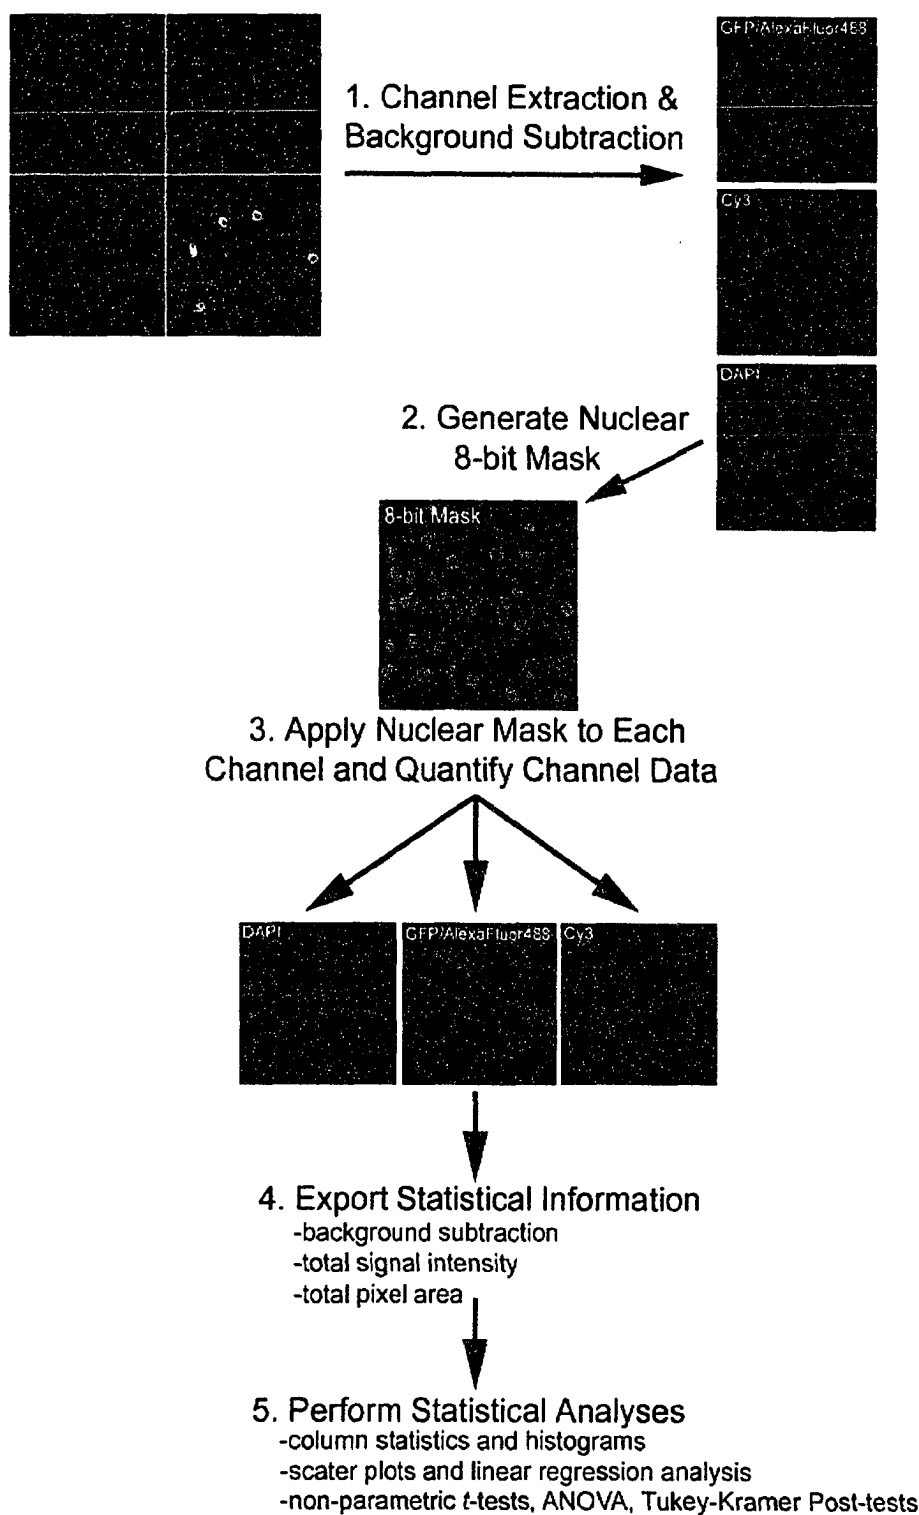 GFP/AlexaFluor488
1. Channel Extraction &
Background Subtraction
Cy3
DAPI
2. Generate Nuclear
8-bit Mask
8-bit Mask
3. Apply Nuclear Mask to Each
Channel and Quantify Channel Data
DAPI
GFP/AlexaFluor488
Cy3
4. Export Statistical Information
-background subtraction
-total signal intensity
-total pixel area
5. Perform Statistical Analyses
-column statistics and histograms
-scater plots and linear regression analysis
-non-parametric t-tests, ANOVA, Tukey-Kramer Post-tests